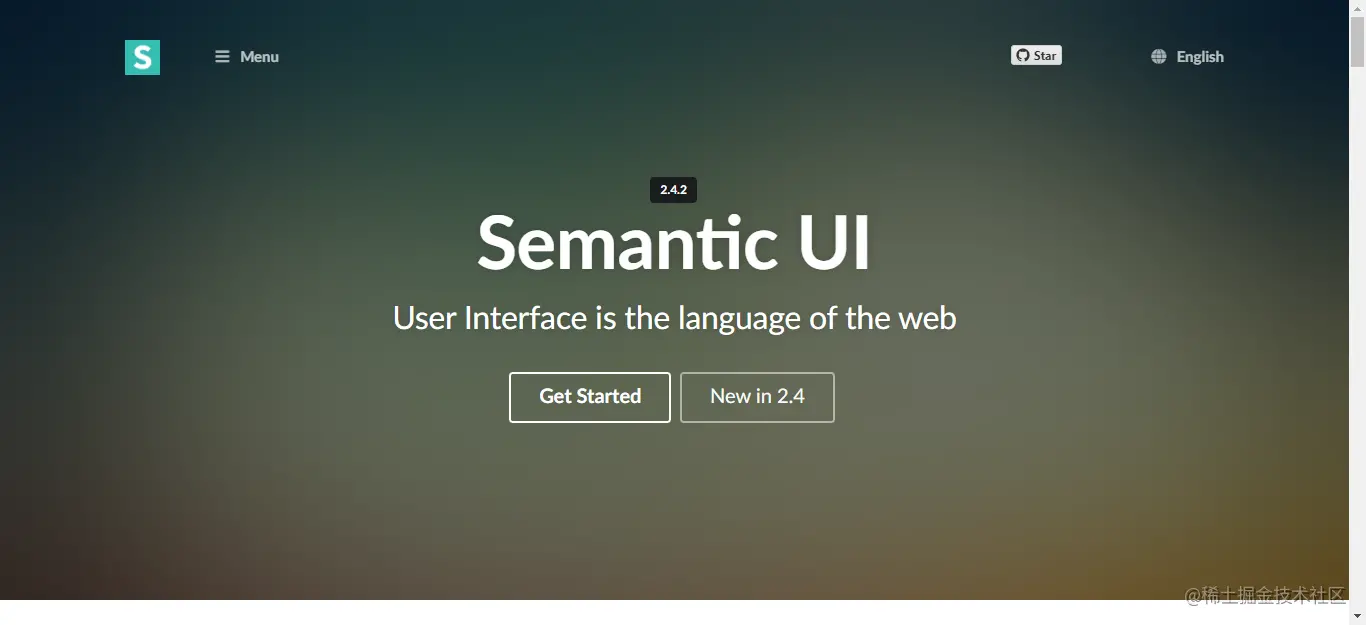 S
Menu
Star
English
2.4.2
Semantic UI
User Interface is the language of the web
Get Started
New in 2.4
@稀土掘金技术社区